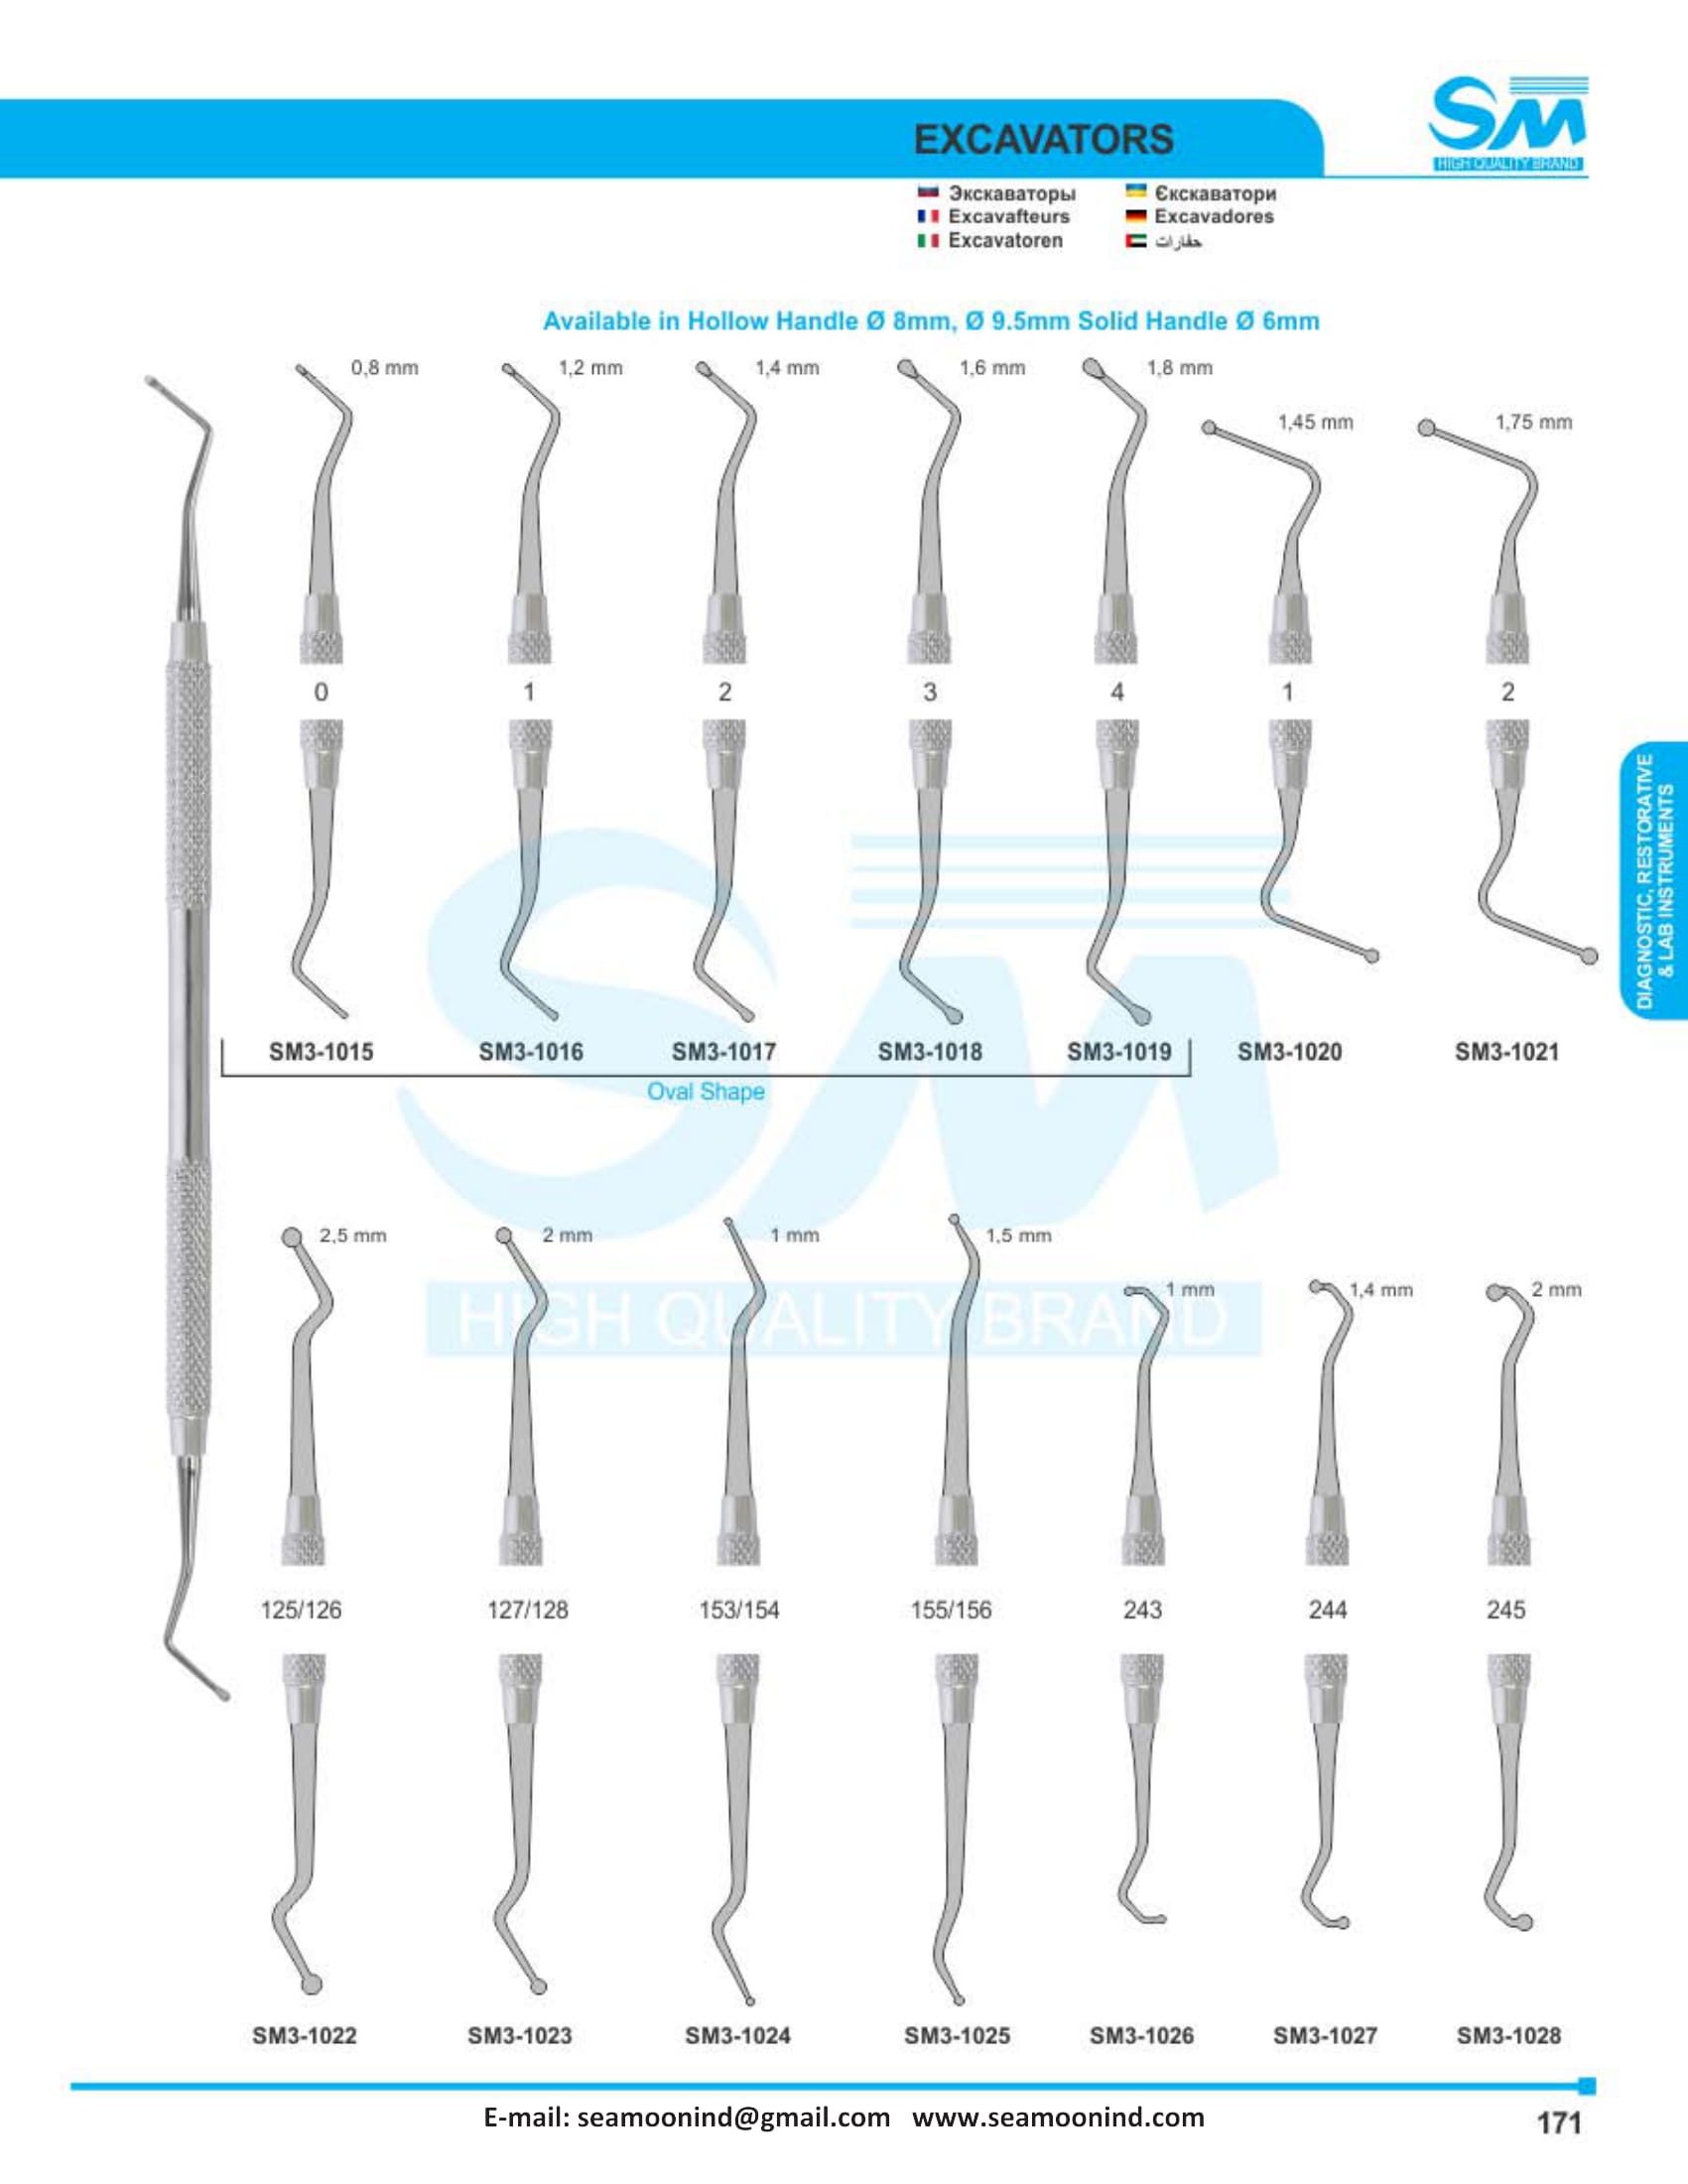 SM
HIGH QUALITY BRAND
EXCAVATORS
Экскаваторы
Єкскаватори
Excavafteurs
Excavadores
Excavatoren
حفارات
Available in Hollow Handle Ø 8mm, Ø 9.5mm Solid Handle Ø 6mm
0,8 mm
1,2 mm
1,4 mm
1,6 mm
1,8 mm
1,45 mm
1,75 mm
0
1
2
3
4
1
2
DIAGNOSTIC, RESTORATIVE
& LAB INSTRUMENTS
SM3-1015
SM3-1016
SM3-1017
SM3-1018
SM3-1019
SM3-1020
SM3-1021
Oval Shape
SM
HIGH QUALITY BRAND
2,5 mm
2 mm
1 mm
1,5 mm
1 mm
1,4 mm
2 mm
125/126
127/128
153/154
155/156
243
244
245
SM3-1022
SM3-1023
SM3-1024
SM3-1025
SM3-1026
SM3-1027
SM3-1028
E-mail: seamoonind@gmail.com www.seamoonind.com
171